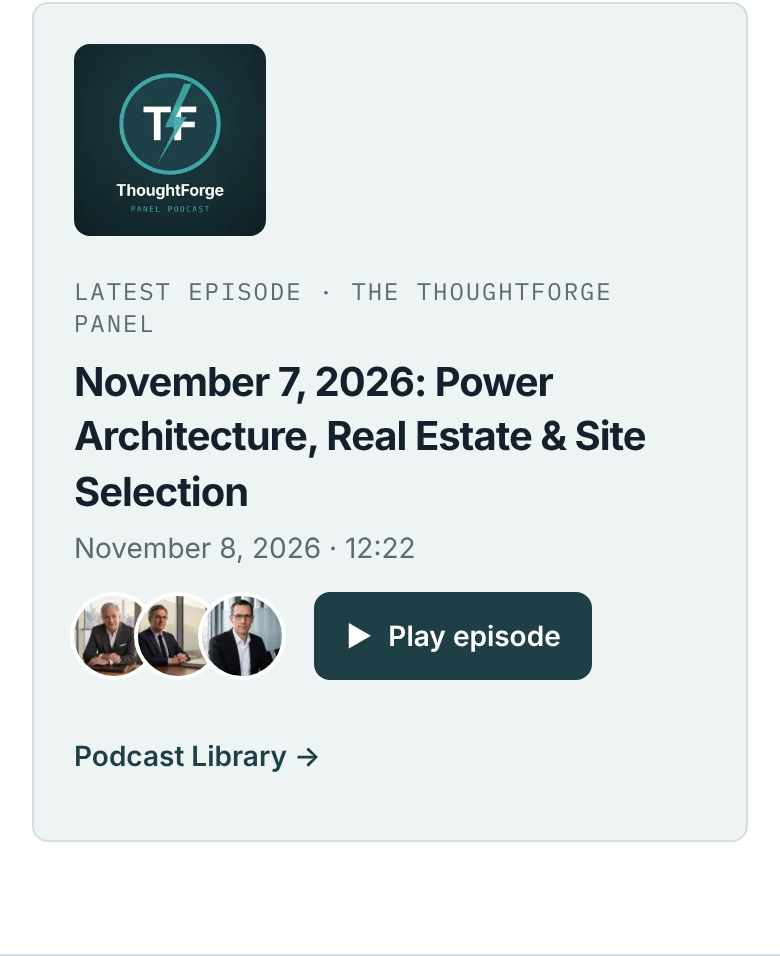 TF
ThoughtForge
PANEL PODCAST
LATEST EPISODE · THE THOUGHTFORGE
PANEL
November 7, 2026: Power
Architecture, Real Estate & Site
Selection
November 8, 2026 · 12:22
▶ Play episode
Podcast Library →